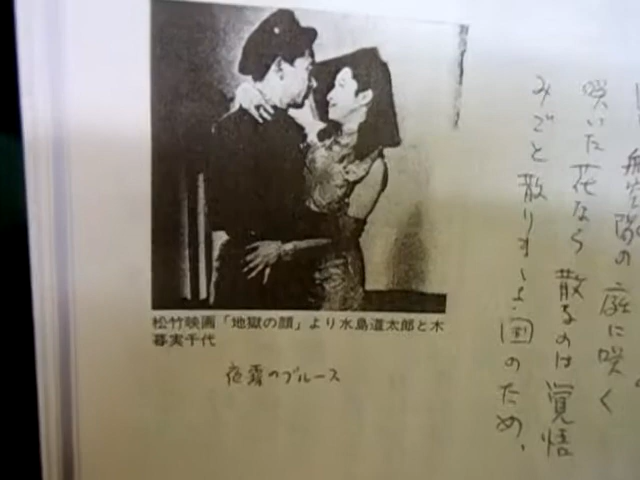 松竹映画「地獄の顔」より水島道太郎と木
暮実千代
夜霧のブルース
航空隊の庭に咲く
咲いた花なら散るのは覚悟
みごと散りましょ国のため、